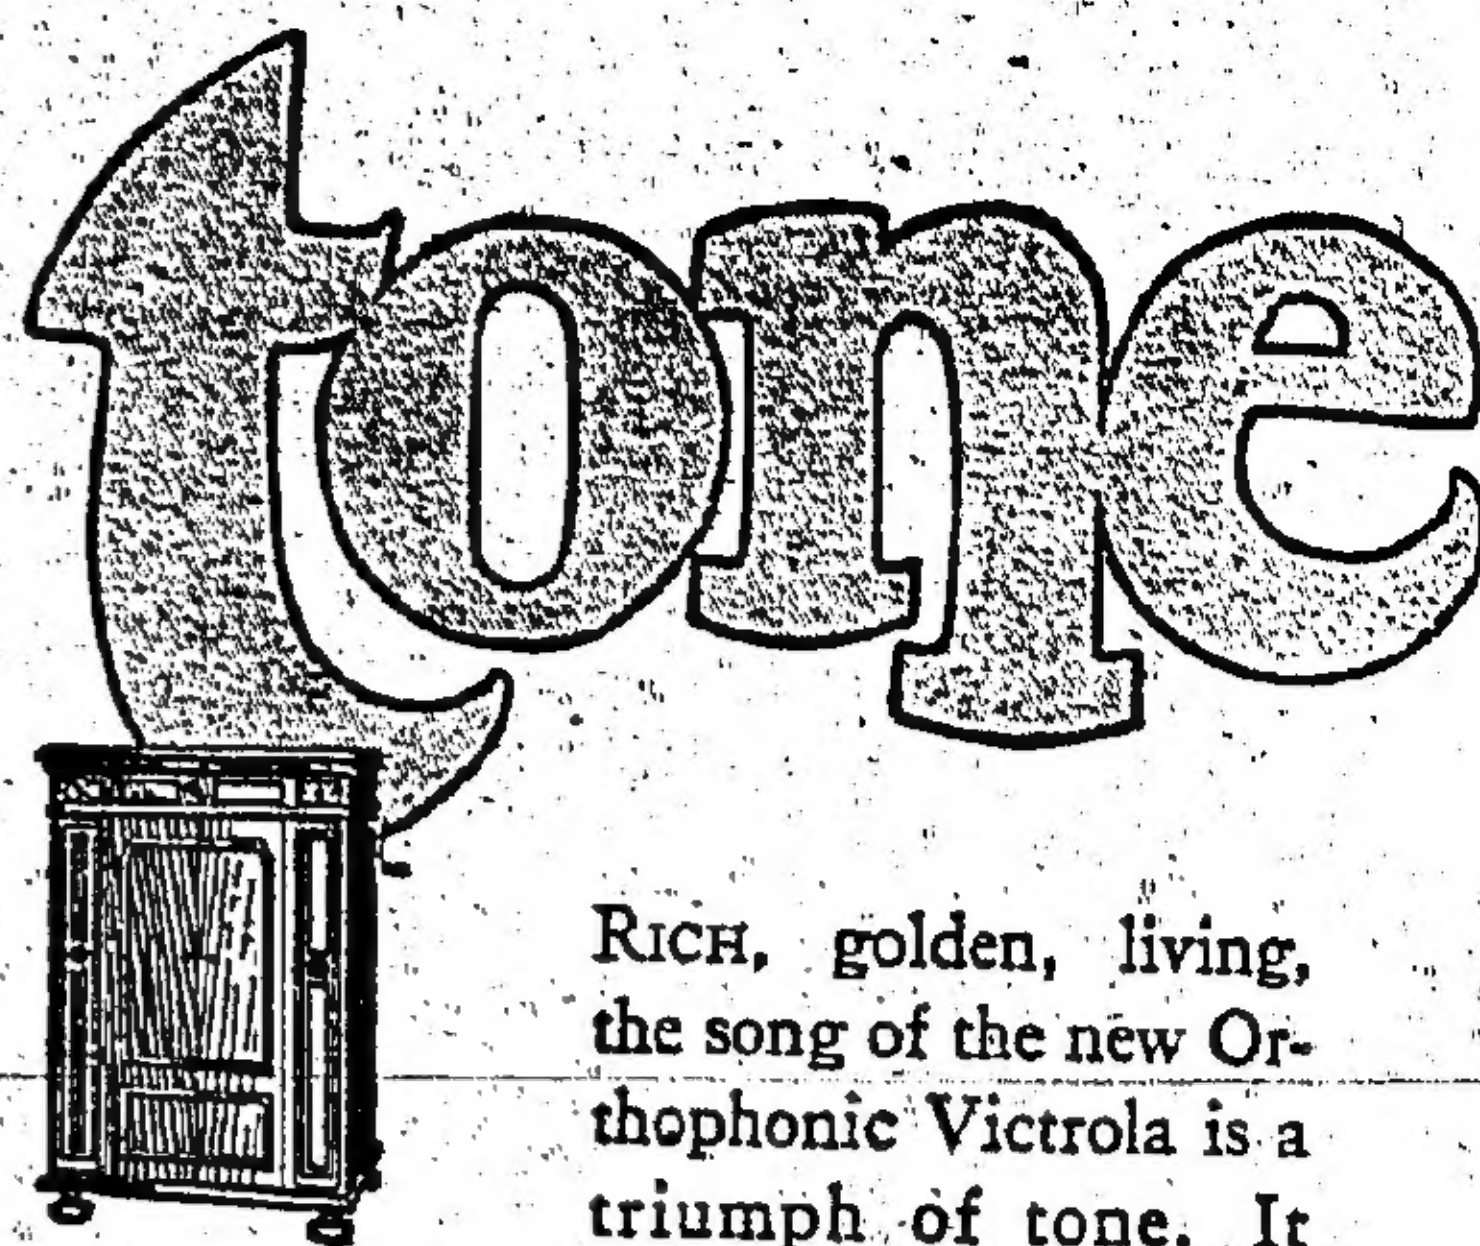 tone
RICH, golden, living,
the song of the new Or-
thophonic Victrola is a
triumph of tone. It